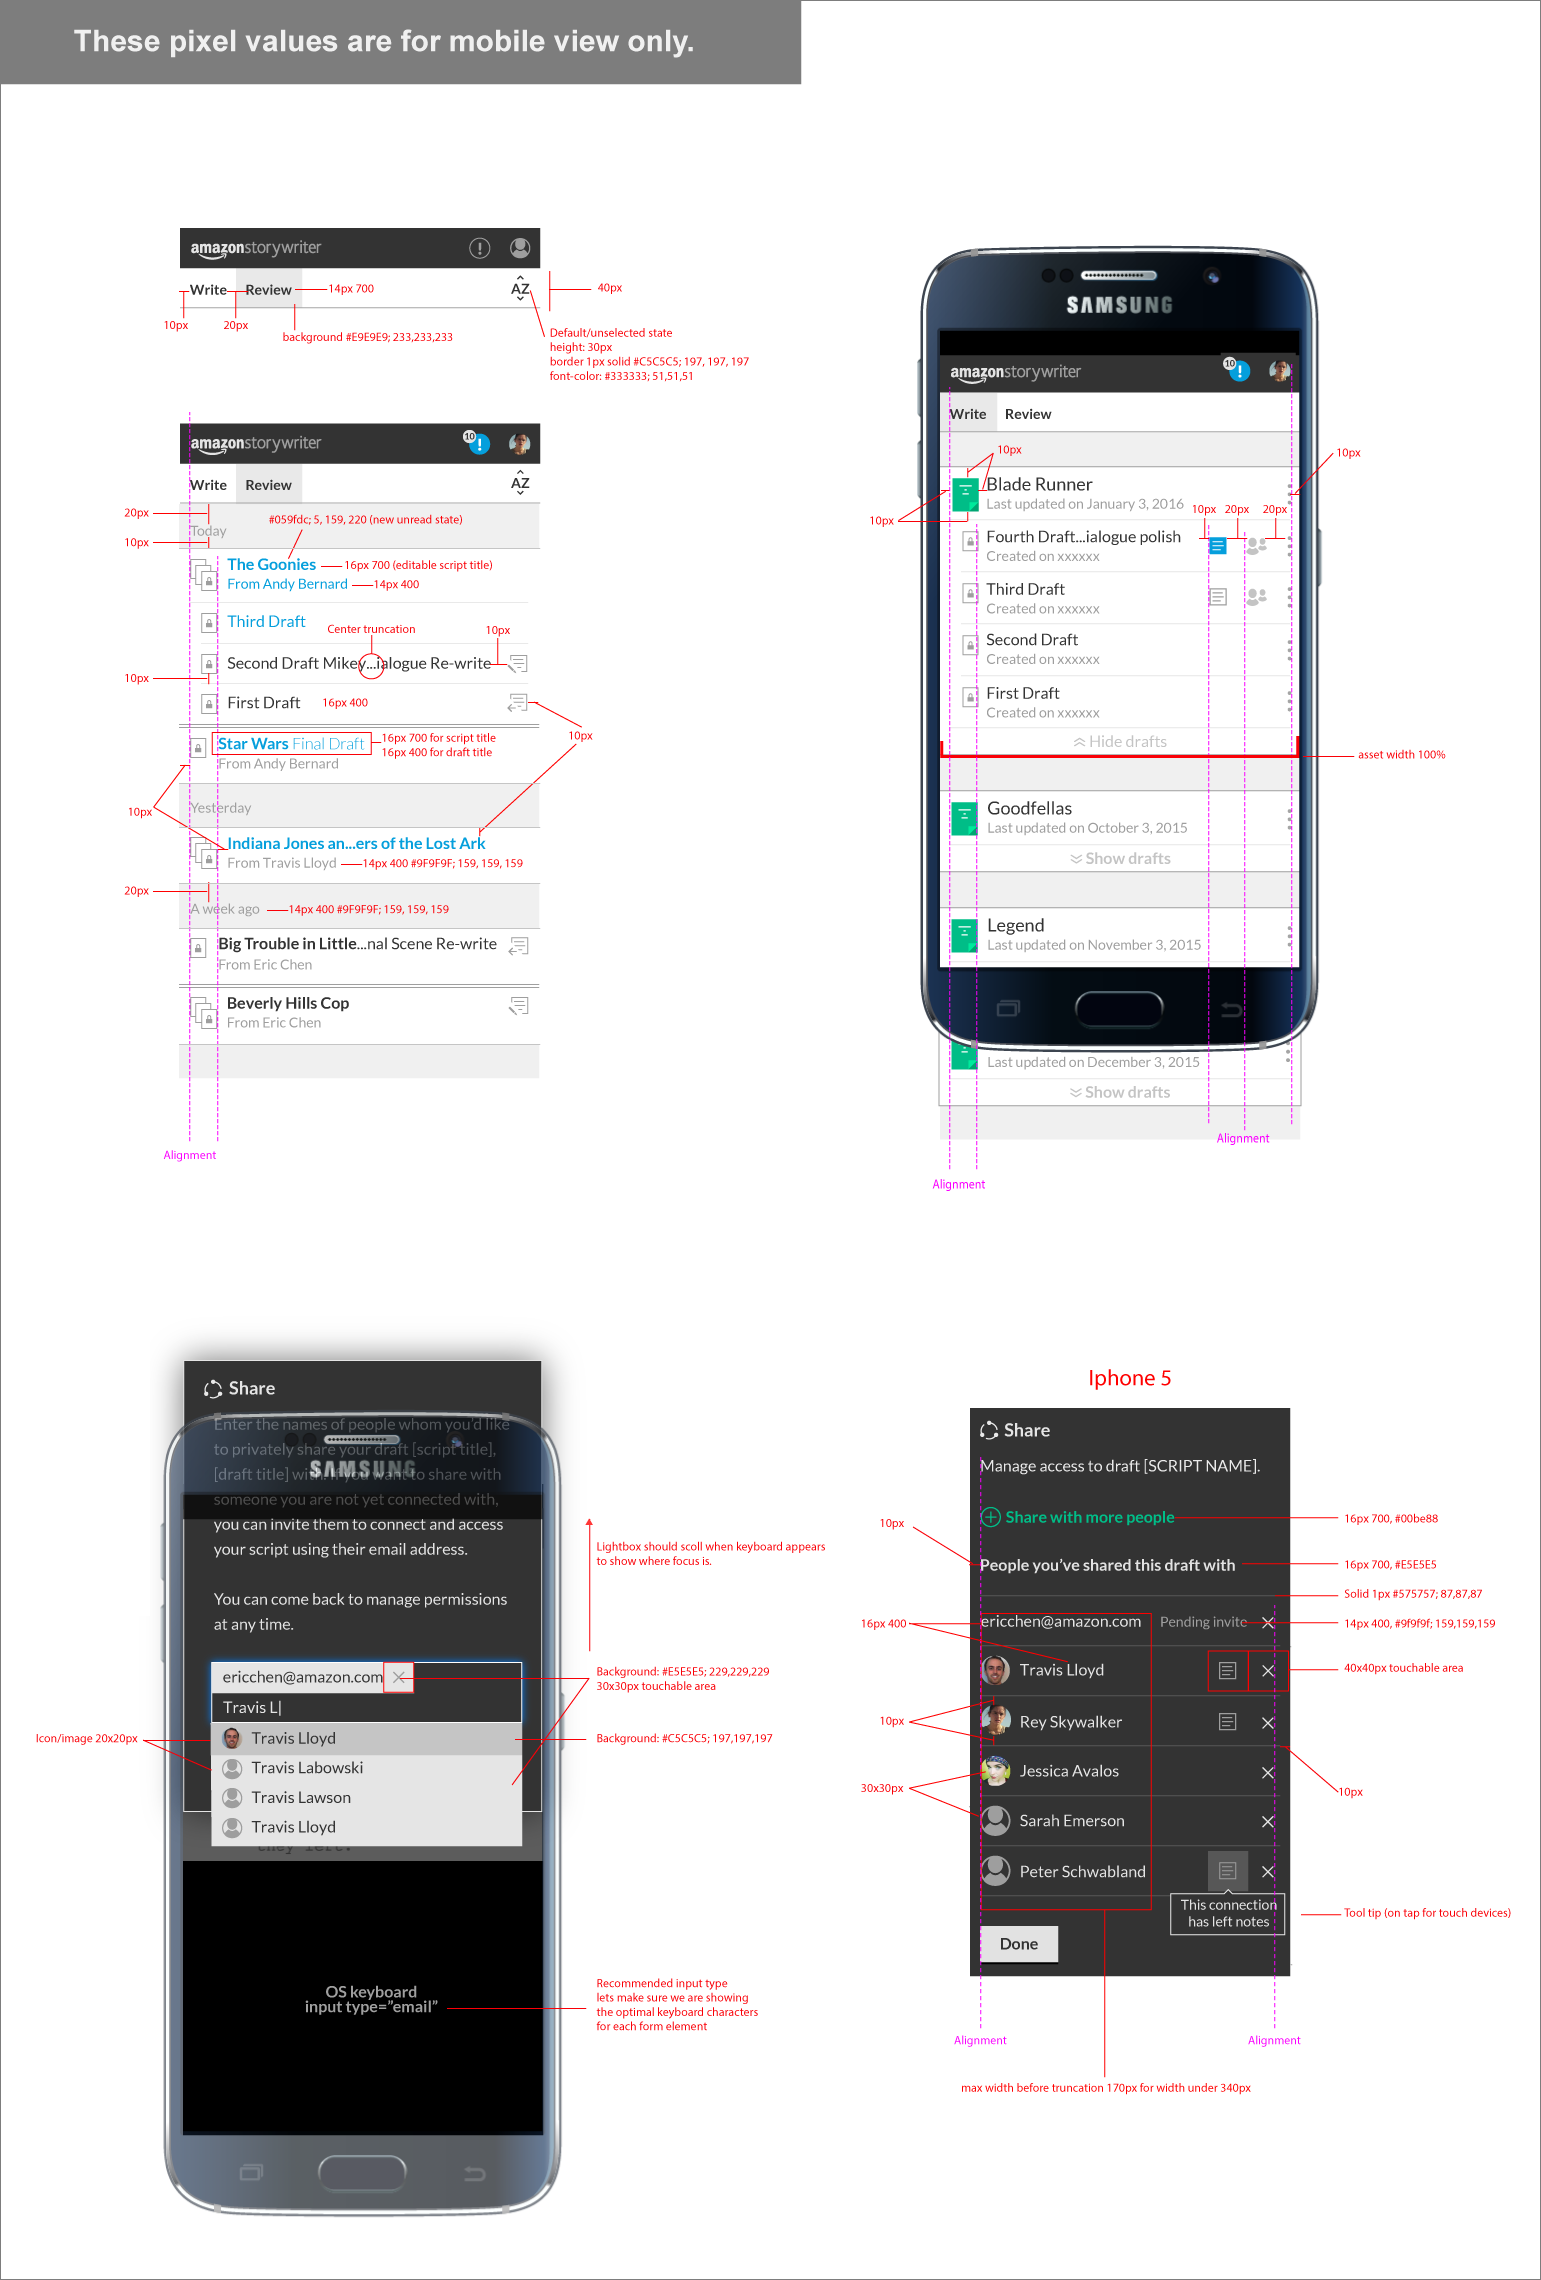 These pixel values are for mobile view only.
amazonstorywriter
Write
Review
14px 700
AZ
40px
10px
20px
background #E9E9E9; 233,233,233
Default/unselected state
height: 30px
border 1px solid #C5C5C5; 197, 197, 197
font-color: #333333; 51,51,51
amazonstorywriter
10
Write
Review
AZ
20px
#059fdc; 5, 159, 220 (new unread state)
Today
10px
The Goonies
16px 700 (editable script title)
From Andy Bernard
14px 400
Third Draft
Center truncation
10px
Second Draft Mikey...ialogue Re-write
10px
First Draft
16px 400
10px
Star Wars Final Draft
16px 700 for script title
16px 400 for draft title
From Andy Bernard
10px
Yesterday
Indiana Jones an...ers of the Lost Ark
From Travis Lloyd
14px 400 #9F9F9F; 159, 159, 159
20px
A week ago
14px 400 #9F9F9F; 159, 159, 159
Big Trouble in Little...nal Scene Re-write
From Eric Chen
Beverly Hills Cop
From Eric Chen
Alignment
SAMSUNG
amazonstorywriter
10
Write
Review
10px
10px
Blade Runner
Last updated on January 3, 2016
10px
10px
20px
20px
Fourth Draft...ialogue polish
Created on xxxxxx
Third Draft
Created on xxxxxx
Second Draft
Created on xxxxxx
First Draft
Created on xxxxxx
Hide drafts
asset width 100%
Goodfellas
Last updated on October 3, 2015
Show drafts
Legend
Last updated on November 3, 2015
Last updated on December 3, 2015
Show drafts
Alignment
Alignment
Share
Enter the names of people whom you'd like
to privately share your draft [script title],
[draft title] with. If you want to share with
SAMSUNG
someone you are not yet connected with,
you can invite them to connect and access
your script using their email address.
You can come back to manage permissions
at any time.
Lightbox should scoll when keyboard appears
to show where focus is.
ericchen@amazon.com
Background: #E5E5E5; 229,229,229
30x30px touchable area
Travis L|
Icon/image 20x20px
Travis Lloyd
Background: #C5C5C5; 197,197,197
Travis Labowski
Travis Lawson
Travis Lloyd
they left.
OS keyboard
input type="email"
Recommended input type
lets make sure we are showing
the optimal keyboard characters
for each form element
Iphone 5
Share
Manage access to draft [SCRIPT NAME].
10px
Share with more people
16px 700, #00be88
People you've shared this draft with
16px 700, #E5E5E5
Solid 1px #575757; 87,87,87
16px 400
ericchen@amazon.com
Pending invite
14px 400, #9f9f9f; 159,159,159
Travis Lloyd
40x40px touchable area
10px
Rey Skywalker
30x30px
Jessica Avalos
10px
Sarah Emerson
Peter Schwabland
This connection
has left notes
Tool tip (on tap for touch devices)
Done
Alignment
Alignment
max width before truncation 170px for width under 340px